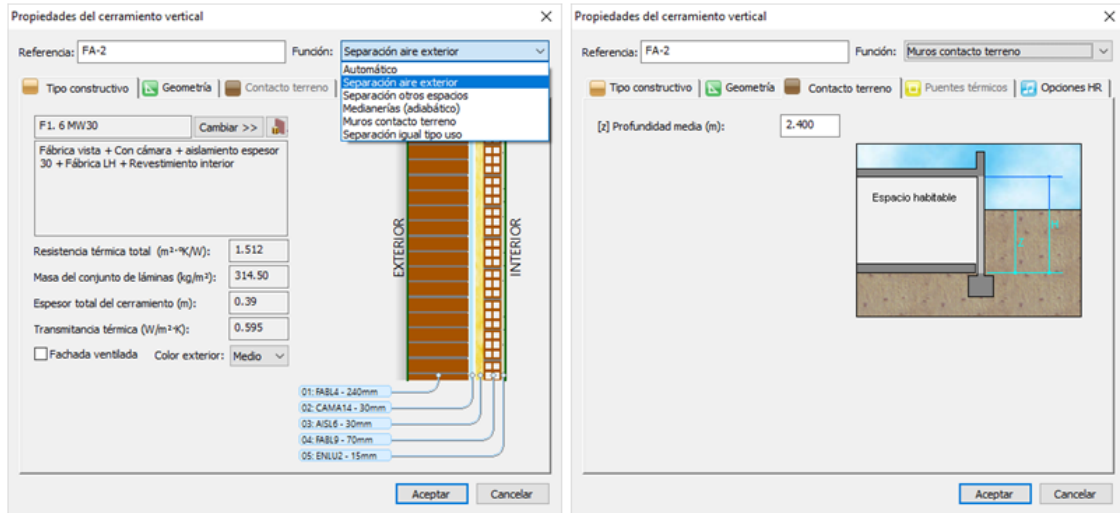 Propiedades del cerramiento vertical
Referencia: FA-2 Función: Separación aire exterior
Automático
Separación aire exterior
Separación otros espacios
Medianerías (adiabático)
Muros contacto terreno
Separación igual tipo uso
Tipo constructivo Geometría Contacto terreno
F1. 6 MW30 Cambiar >>
Fábrica vista + Con cámara + aislamiento espesor
30 + Fábrica LH + Revestimiento interior
Resistencia térmica total (m²·ºK/W): 1.512
Masa del conjunto de láminas (kg/m²): 314.50
Espesor total del cerramiento (m): 0.39
Transmitancia térmica (W/m²·K): 0.595
Fachada ventilada Color exterior: Medio
EXTERIOR
INTERIOR
01: FABL4 - 240mm
02: CAMA14 - 30mm
03: AISL6 - 30mm
04: FABL9 - 70mm
05: ENLU2 - 15mm
Aceptar Cancelar
Propiedades del cerramiento vertical
Referencia: FA-2 Función: Muros contacto terreno
Tipo constructivo Geometría Contacto terreno Puentes térmicos Opciones HR
[z] Profundidad media (m): 2.400
Espacio habitable
Aceptar Cancelar